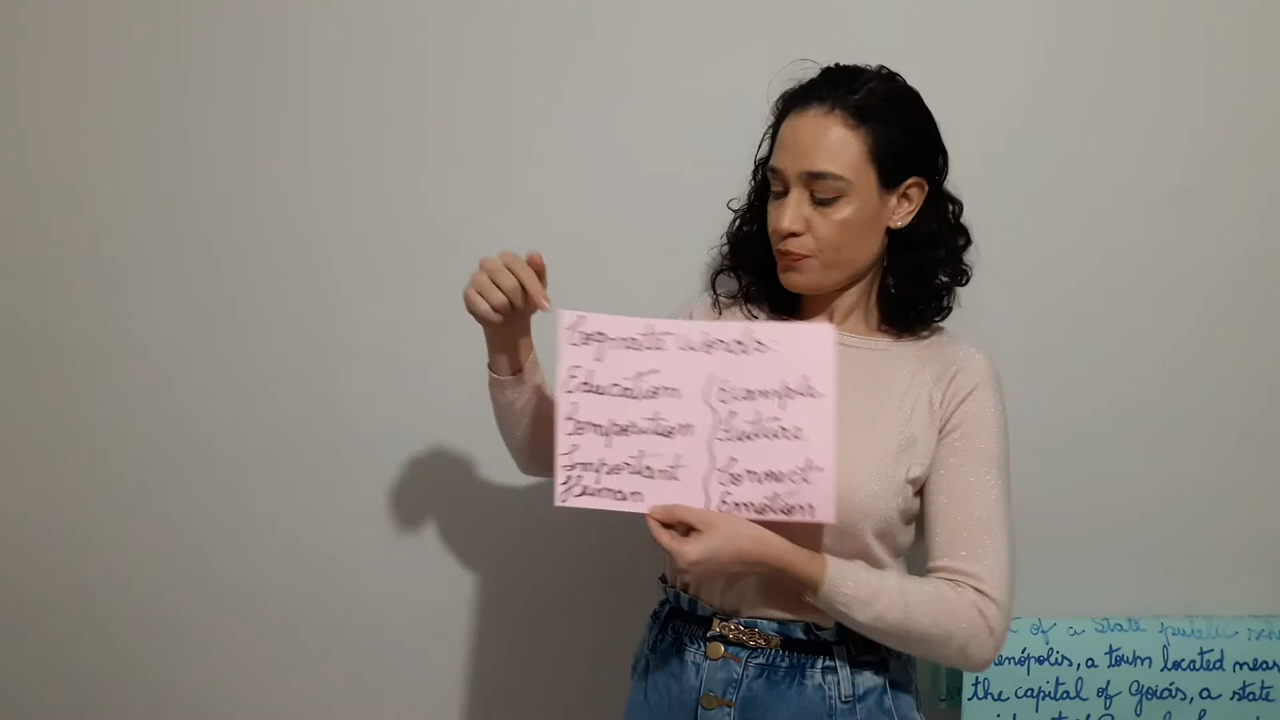 Cognate words:
Education
Composition
Important
Human
Example
Culture
Connect
Emotion
of a State public
enópolis, a town located near
the capital of Goiás, a state